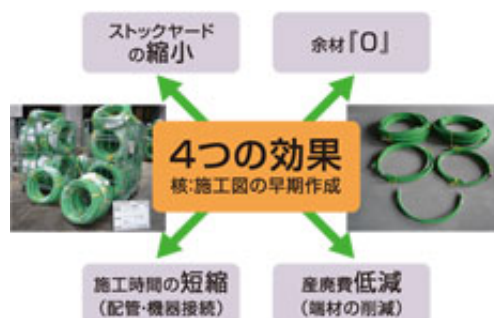 ストックヤード
の縮小
余材『0』
4つの効果
核:施工図の早期作成
施工時間の短縮
(配管・機器接続)
産廃費低減
(端材の削減)